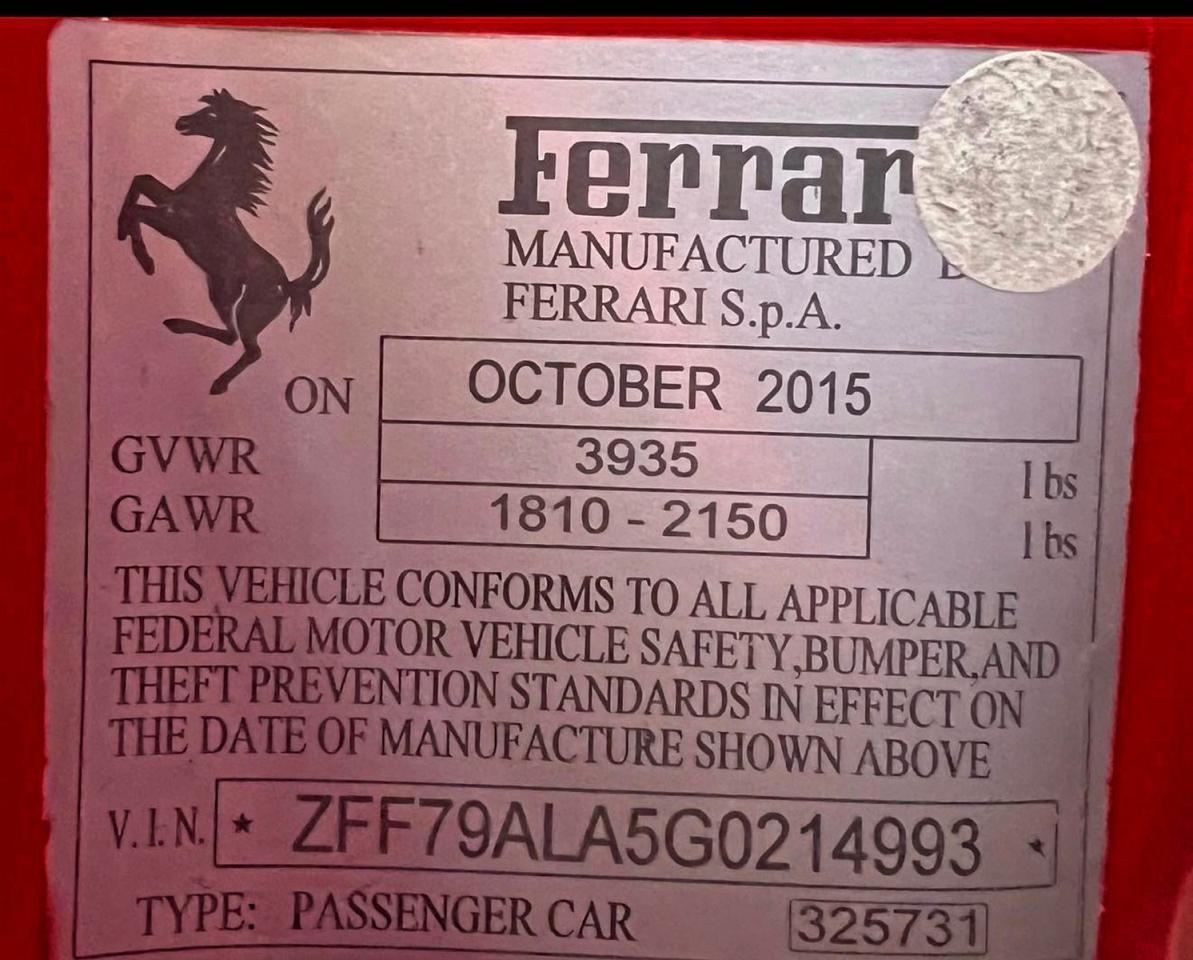 Ferrar
MANUFACTURED
FERRARI S.p.A.
ON OCTOBER 2015
GVWR 3935 lbs
GAWR 1810 - 2150 lbs
THIS VEHICLE CONFORMS TO ALL APPLICABLE
FEDERAL MOTOR VEHICLE SAFETY,BUMPER,AND
THEFT PREVENTION STANDARDS IN EFFECT ON
THE DATE OF MANUFACTURE SHOWN ABOVE
V.I.N. * ZFF79ALA5G0214993 *
TYPE: PASSENGER CAR 325731